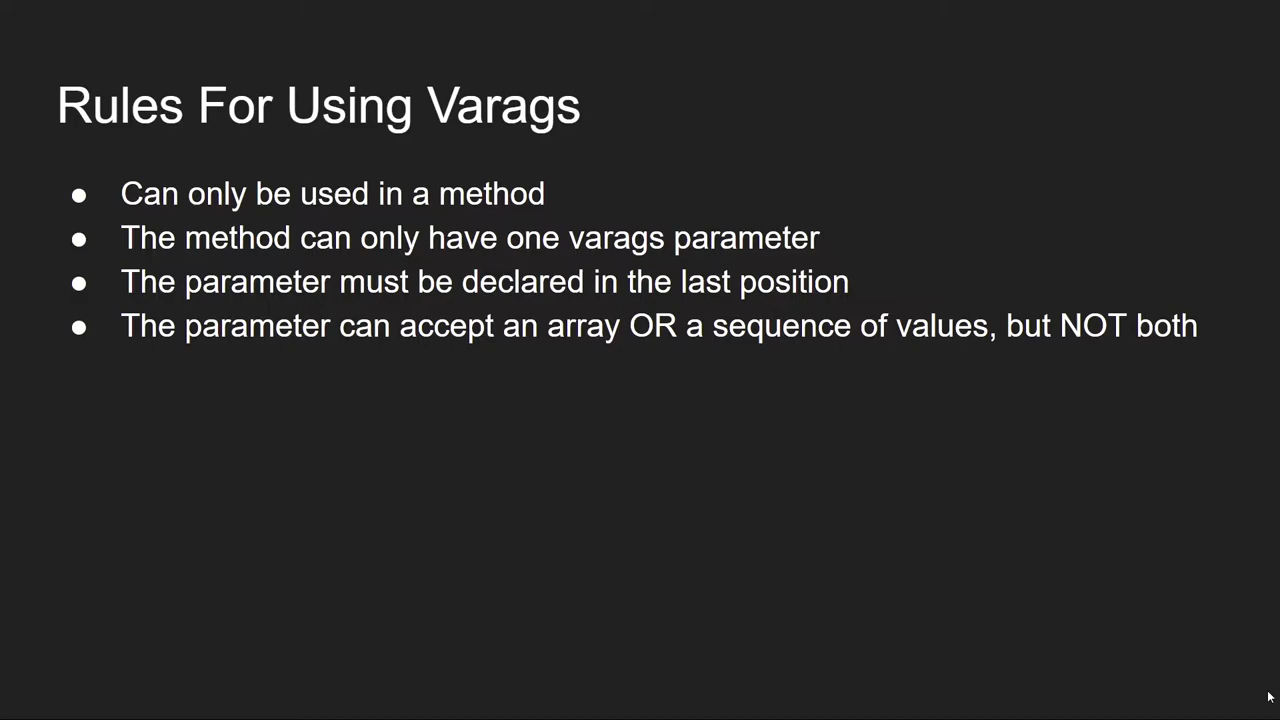 Rules For Using Varags
● Can only be used in a method
● The method can only have one varags parameter
● The parameter must be declared in the last position
● The parameter can accept an array OR a sequence of values, but NOT both